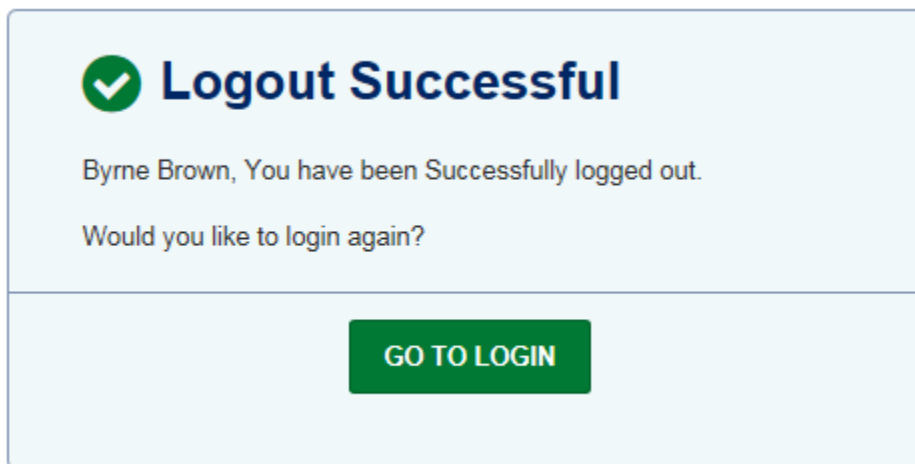 Logout Successful
Byrne Brown, You have been Successfully logged out.
Would you like to login again?
GO TO LOGIN